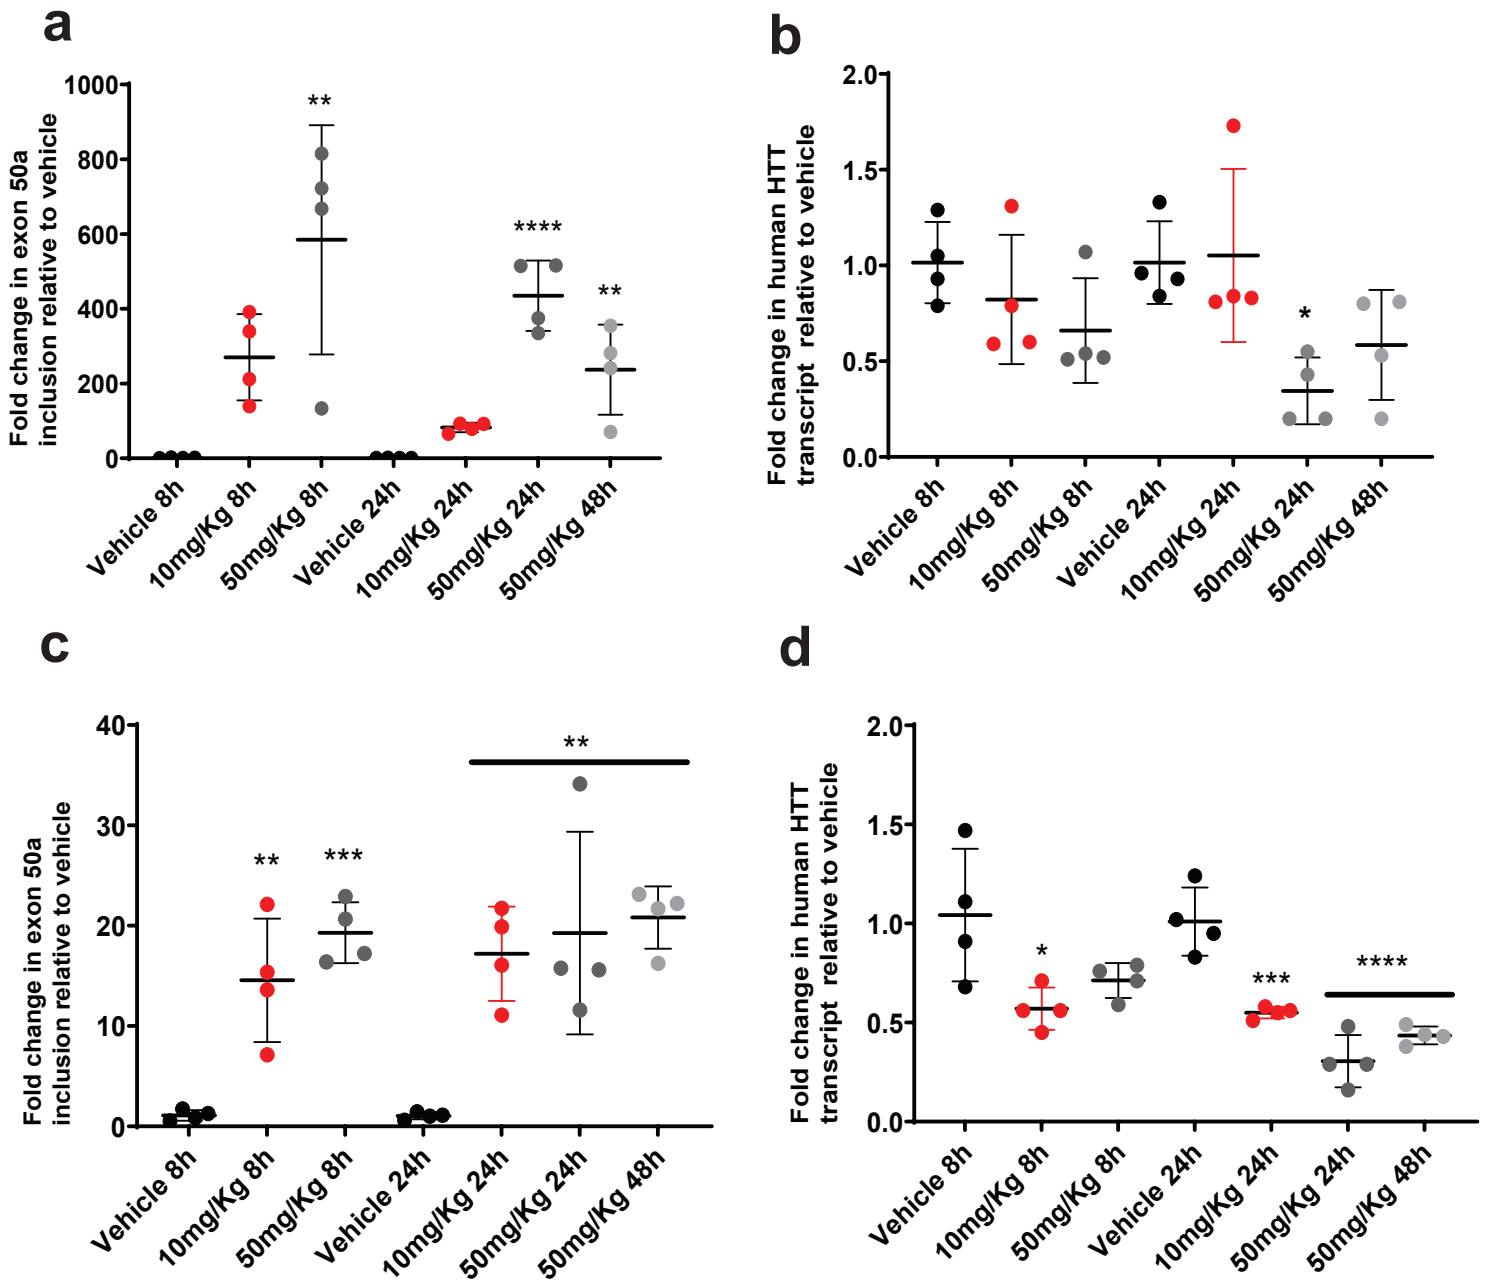 a
Fold change in exon 50a
inclusion relative to vehicle
1000
800
600
400
200
0
**
****
**
Vehicle 8h
10mg/Kg 8h
50mg/Kg 8h
Vehicle 24h
10mg/Kg 24h
50mg/Kg 24h
50mg/Kg 48h
b
Fold change in human HTT
transcript relative to vehicle
2.0
1.5
1.0
0.5
0.0
*
Vehicle 8h
10mg/Kg 8h
50mg/Kg 8h
Vehicle 24h
10mg/Kg 24h
50mg/Kg 24h
50mg/Kg 48h
c
Fold change in exon 50a
inclusion relative to vehicle
40
30
20
10
0
**
***
**
Vehicle 8h
10mg/Kg 8h
50mg/Kg 8h
Vehicle 24h
10mg/Kg 24h
50mg/Kg 24h
50mg/Kg 48h
d
Fold change in human HTT
transcript relative to vehicle
2.0
1.5
1.0
0.5
0.0
*
***
****
Vehicle 8h
10mg/Kg 8h
50mg/Kg 8h
Vehicle 24h
10mg/Kg 24h
50mg/Kg 24h
50mg/Kg 48h